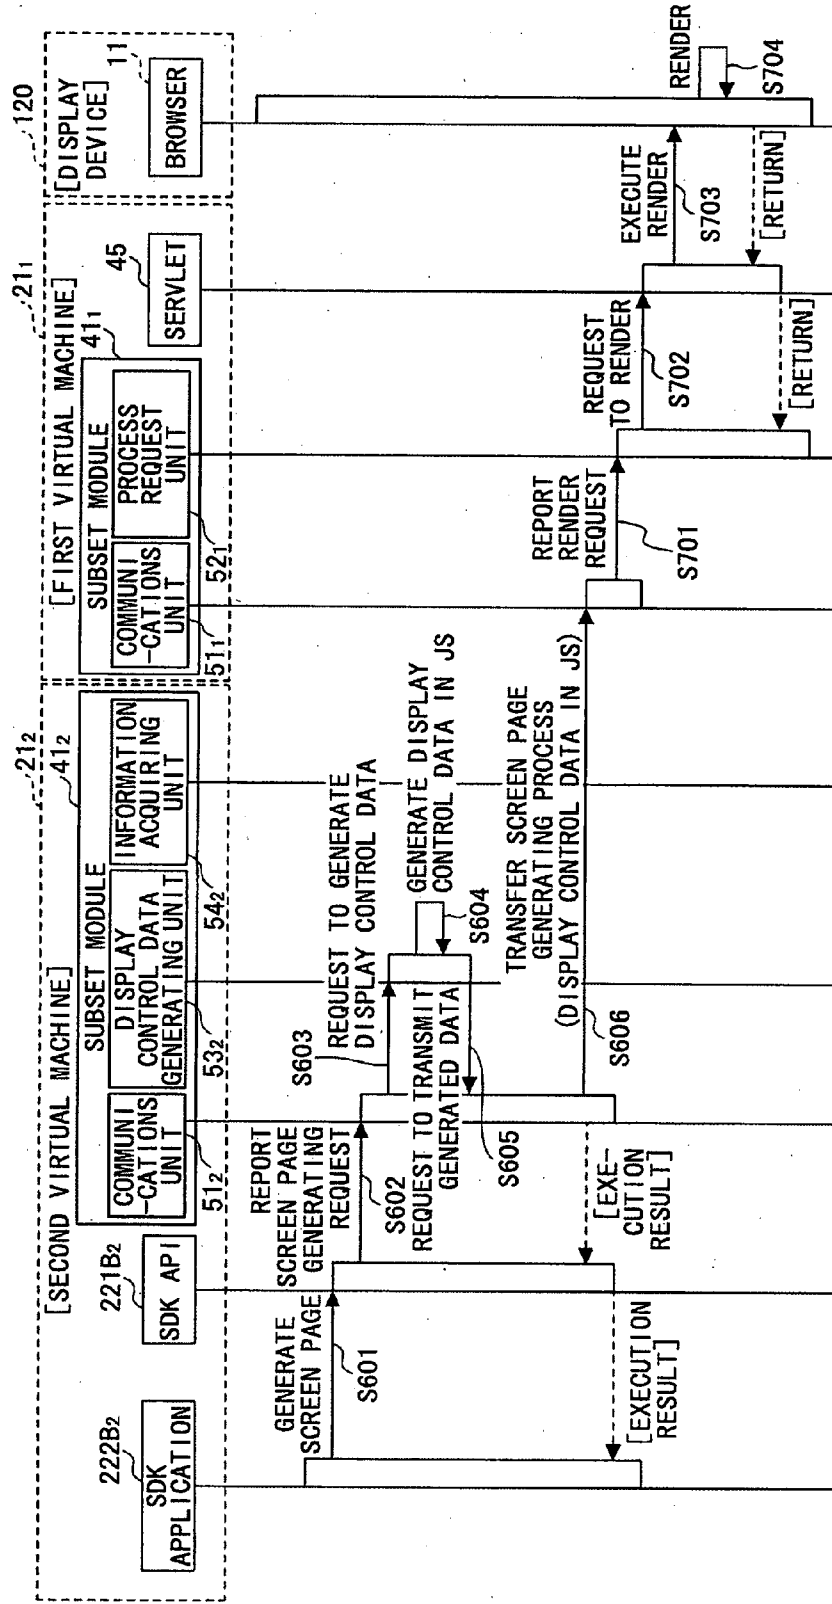 [SECOND VIRTUAL MACHINE]
21₂
[FIRST VIRTUAL MACHINE]
21₁
[DISPLAY
DEVICE]
120
222B₂
SDK
APPLICATION
221B₂
SDK API
SUBSET MODULE
41₂
COMMUNI
-CATIONS
UNIT
51₂
DISPLAY
CONTROL DATA
GENERATING UNIT
53₂
INFORMATION
ACQUIRING
UNIT
54₂
SUBSET MODULE
41₁
COMMUNI
-CATIONS
UNIT
51₁
PROCESS
REQUEST
UNIT
52₁
45
SERVLET
11
BROWSER
GENERATE
SCREEN PAGE
S601
REPORT
SCREEN PAGE
GENERATING
REQUEST
S602
REQUEST TO GENERATE
DISPLAY CONTROL DATA
S603
GENERATE DISPLAY
CONTROL DATA IN JS
S604
REQUEST TO TRANSMIT
GENERATED DATA
S605
TRANSFER SCREEN PAGE
GENERATING PROCESS
(DISPLAY CONTROL DATA IN JS)
S606
[EXE-
CUTION
RESULT]
[EXECUTION
RESULT]
REPORT
RENDER
REQUEST
S701
REQUEST
TO RENDER
S702
EXECUTE
RENDER
S703
RENDER
S704
[RETURN]
[RETURN]